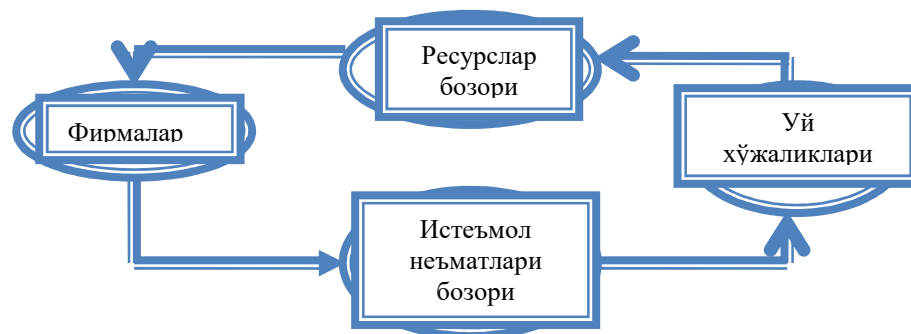 Ресурслар
бозори
Фирмалар
Уй
хўжаликлари
Истеъмол
неъматлари
бозори